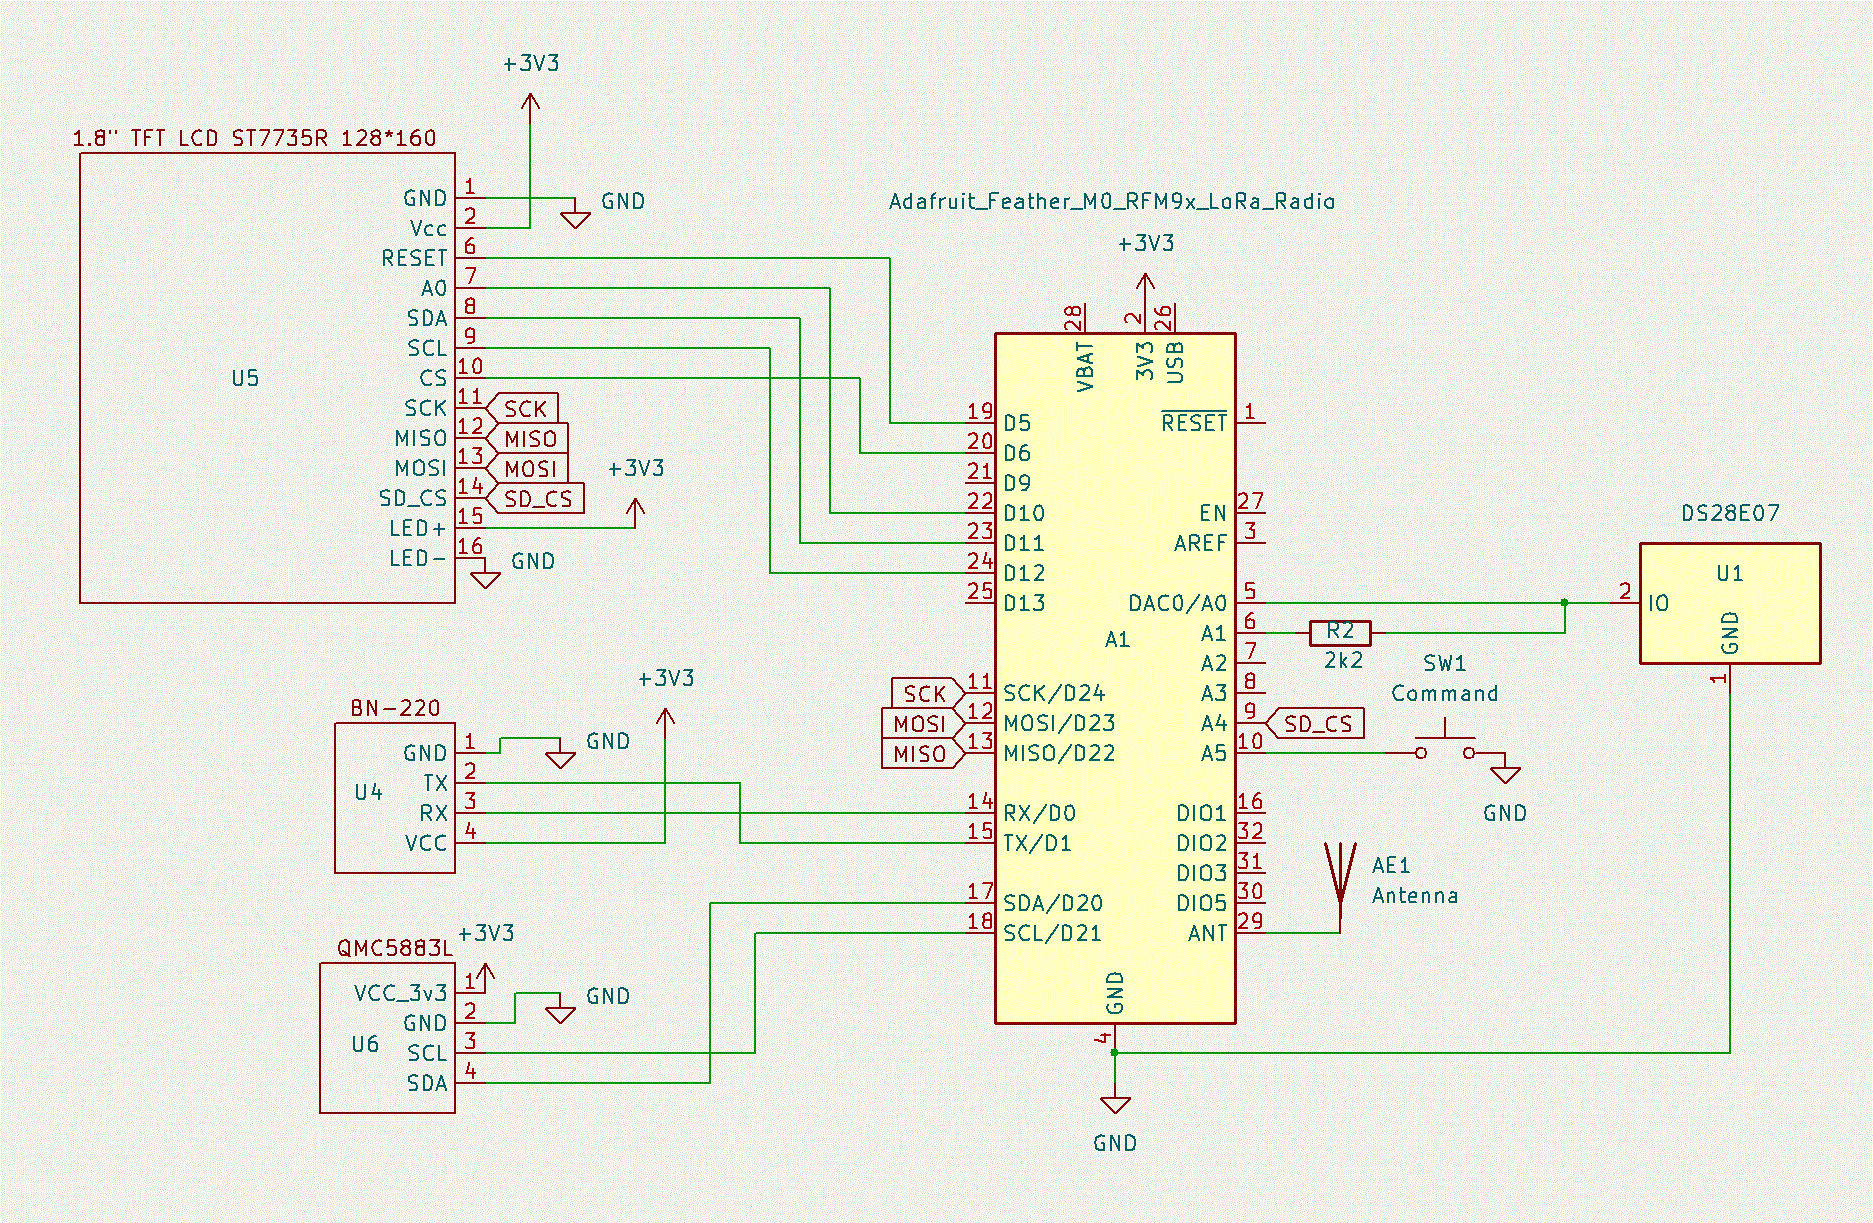 +3V3
1.8" TFT LCD ST7735R 128*160
U5
GND 1
Vcc 2
RESET 6
A0 7
SDA 8
SCL 9
CS 10
SCK 11 SCK
MISO 12 MISO
MOSI 13 MOSI
SD_CS 14 SD_CS
LED+ 15
LED- 16
GND
+3V3
GND
Adafruit_Feather_M0_RFM9x_LoRa_Radio
+3V3
28 2 26
VBAT 3V3 USB
A1
19 D5
20 D6
21 D9
22 D10
23 D11
24 D12
25 D13
SCK 11 SCK/D24
MOSI 12 MOSI/D23
MISO 13 MISO/D22
14 RX/D0
15 TX/D1
17 SDA/D20
18 SCL/D21
RESET 1
EN 27
AREF 3
DAC0/A0 5
A1 6
A2 7
A3 8
A4 9 SD_CS
A5 10
DIO1 16
DIO2 32
DIO3 31
DIO5 30
ANT 29
GND
4
GND
R2
2k2
SW1
Command
GND
AE1
Antenna
DS28E07
U1
2 IO
GND
1
+3V3
BN-220
U4
GND 1
TX 2
RX 3
VCC 4
GND
+3V3
QMC5883L
U6
VCC_3v3 1
GND 2
SCL 3
SDA 4
GND